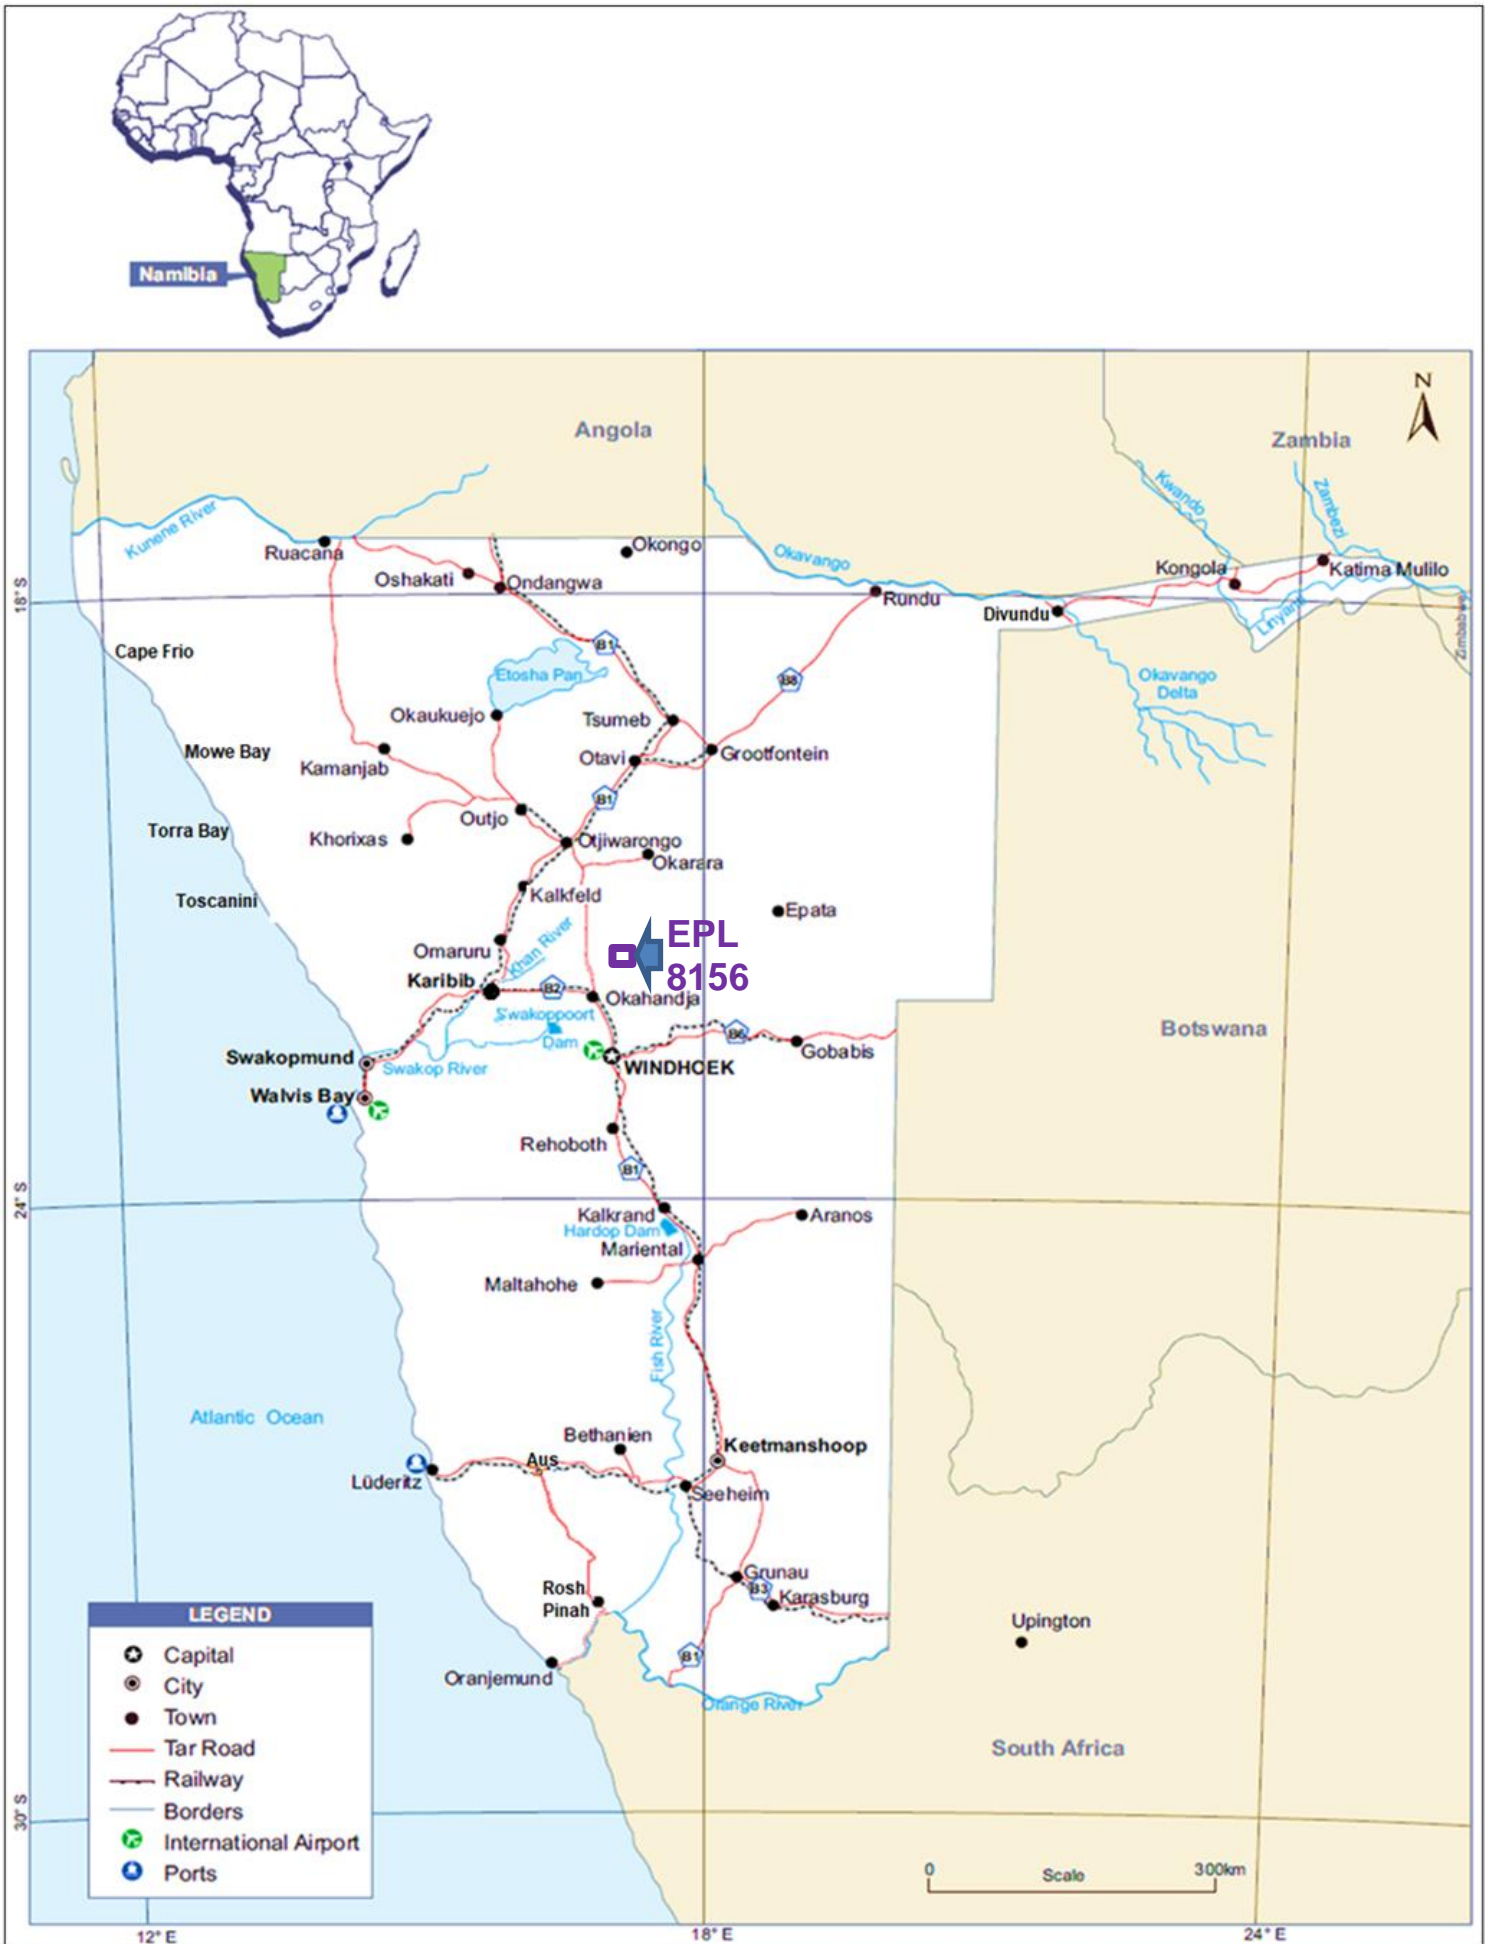 Namibia
N
Angola
Zambia
Kwando
Zambezi
Kunene River
Ruacana
Okongo
Okavango
Oshakati
Ondangwa
Kongola
Katima Mulilo
18° S
Rundu
Divundu
Linyanti
Zimbabwe
Cape Frio
B1
Etosha Pan
B8
Okavango
Delta
Okaukuejo
Tsumeb
Mowe Bay
Kamanjab
Otavi
Grootfontein
B1
Outjo
Torra Bay
Khorixas
Otjiwarongo
Okarara
Toscanini
Kalkfeld
Epata
EPL
8156
Omaruru
Khan River
Karibib
B2
Okahandja
Swakoppoort
Dam
B6
Gobabis
Botswana
Swakopmund
Swakop River
WINDHOEK
Walvis Bay
Rehoboth
B1
24° S
Kalkrand
Aranos
Hardop Dam
Mariental
Maltahohe
Fish River
Atlantic Ocean
Bethanien
Keetmanshoop
Aus
Lüderitz
Seeheim
Grunau
B3
Karasburg
Rosh
Pinah
Upington
B1
Oranjemund
Orange River
South Africa
LEGEND
Capital
City
Town
Tar Road
Railway
Borders
International Airport
Ports
30° S
0
Scale
300km
12° E
18° E
24° E